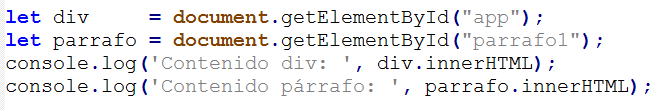 let div     = document.getElementById("app");
let parrafo = document.getElementById("parrafo1");
console.log('Contenido div: ', div.innerHTML);
console.log('Contenido párrafo: ', parrafo.innerHTML);